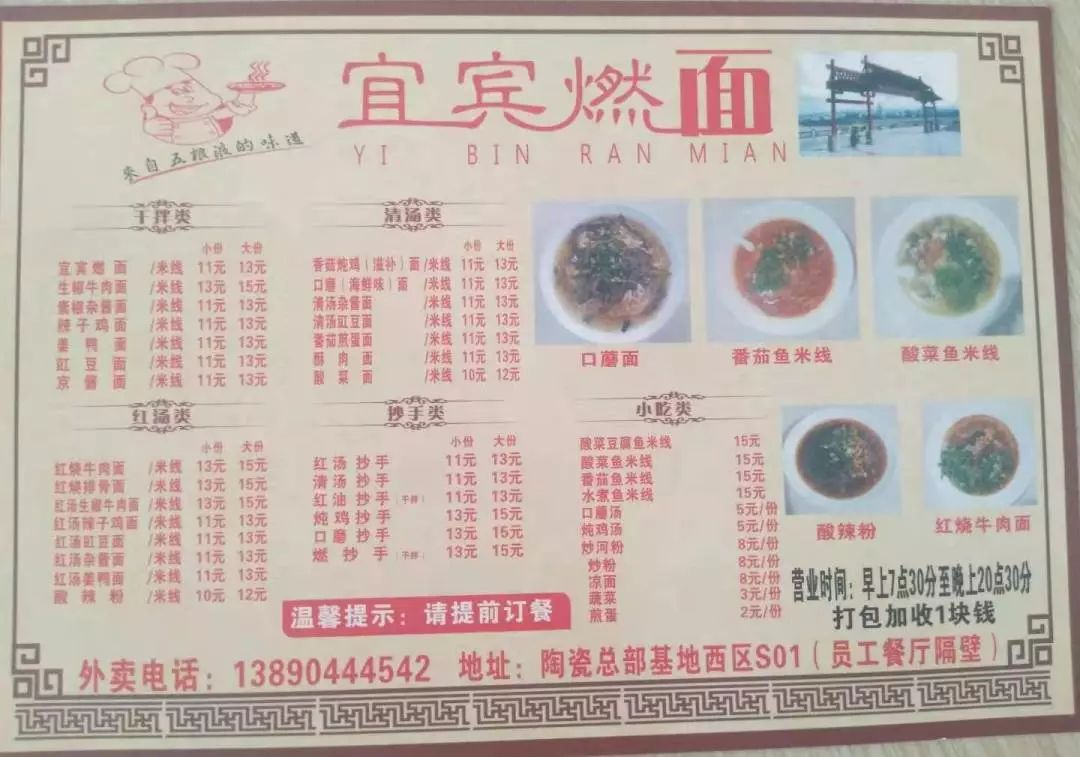 宜宾燃面
YI BIN RAN MIAN
来自五粮液的味道
干拌类
小份 大份
宜宾燃面 /米线 11元 13元
生椒牛肉面 /米线 13元 15元
素椒杂酱面 /米线 11元 13元
辣子鸡面 /米线 11元 13元
姜鸭面 /米线 11元 13元
豇豆面 /米线 11元 13元
京酱面 /米线 11元 13元
清汤类
小份 大份
香菇炖鸡（滋补）面/米线 11元 13元
口磨（海鲜味）面 /米线 11元 13元
清汤杂酱面 /米线 11元 13元
清汤豇豆面 /米线 11元 13元
番茄煎蛋面 /米线 11元 13元
酥肉面 /米线 11元 13元
酸菜面 /米线 10元 12元
口蘑面
番茄鱼米线
酸菜鱼米线
红汤类
小份 大份
红烧牛肉面 /米线 13元 15元
红烧排骨面 /米线 13元 15元
红汤生椒牛肉面 /米线 13元 15元
红汤辣子鸡面 /米线 11元 13元
红汤豇豆面 /米线 11元 13元
红汤杂酱面 /米线 11元 13元
红汤姜鸭面 /米线 11元 13元
酸辣粉 /米线 10元 12元
抄手类
小份 大份
红汤抄手 11元 13元
清汤抄手 11元 13元
红油抄手（干拌） 11元 13元
炖鸡抄手 13元 15元
口磨抄手 13元 15元
燃抄手（干拌） 13元 15元
小吃类
酸菜豆腐鱼米线 15元
酸菜鱼米线 15元
番茄鱼米线 15元
水煮鱼米线 15元
口蘑汤 5元/份
炖鸡汤 5元/份
炒河粉 8元/份
炒粉 8元/份
凉面 8元/份
蔬菜 3元/份
煎蛋 2元/份
酸辣粉
红烧牛肉面
营业时间：早上7点30分至晚上20点30分
打包加收1块钱
温馨提示：请提前订餐
外卖电话：13890444542 地址：陶瓷总部基地西区S01（员工餐厅隔壁）